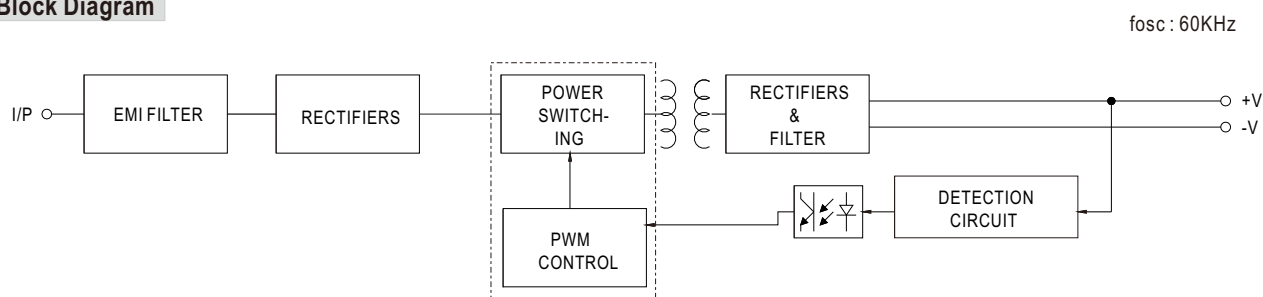 Block Diagram
fosc : 60KHz
I/P
EMI FILTER
RECTIFIERS
POWER
SWITCH-
ING
RECTIFIERS
&
FILTER
+V
-V
DETECTION
CIRCUIT
PWM
CONTROL